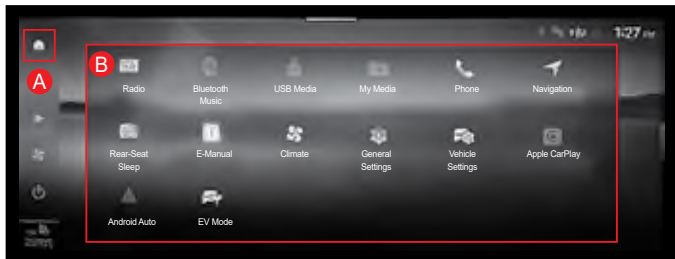 1:27 PM
A
B
Radio
Bluetooth
Music
USB Media
My Media
Phone
Navigation
Rear-Seat
Sleep
E-Manual
Climate
General
Settings
Vehicle
Settings
Apple CarPlay
Android Auto
EV Mode